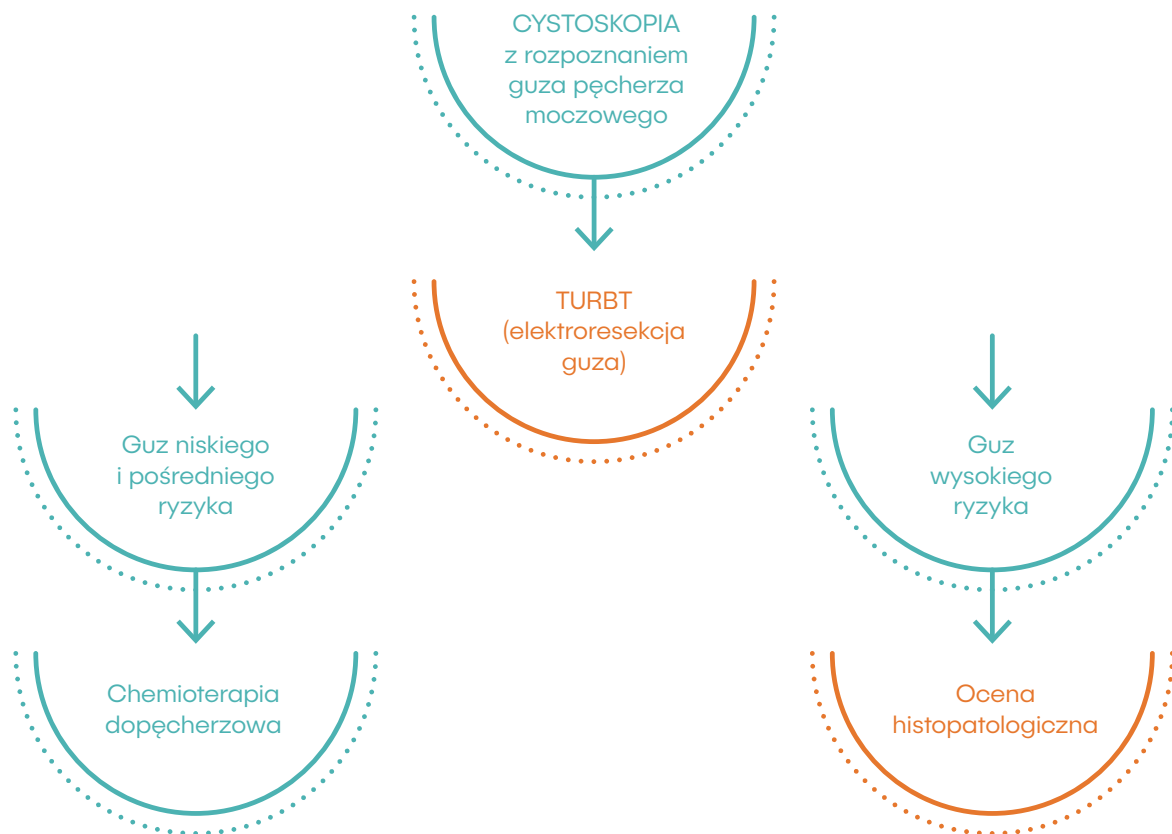 CYSTOSKOPIA
z rozpoznaniem
guza pęcherza
moczowego
TURBT
(elektroresekcja
guza)
Guz niskiego
i pośredniego
ryzyka
Guz
wysokiego
ryzyka
Chemioterapia
dopęcherzowa
Ocena
histopatologiczna